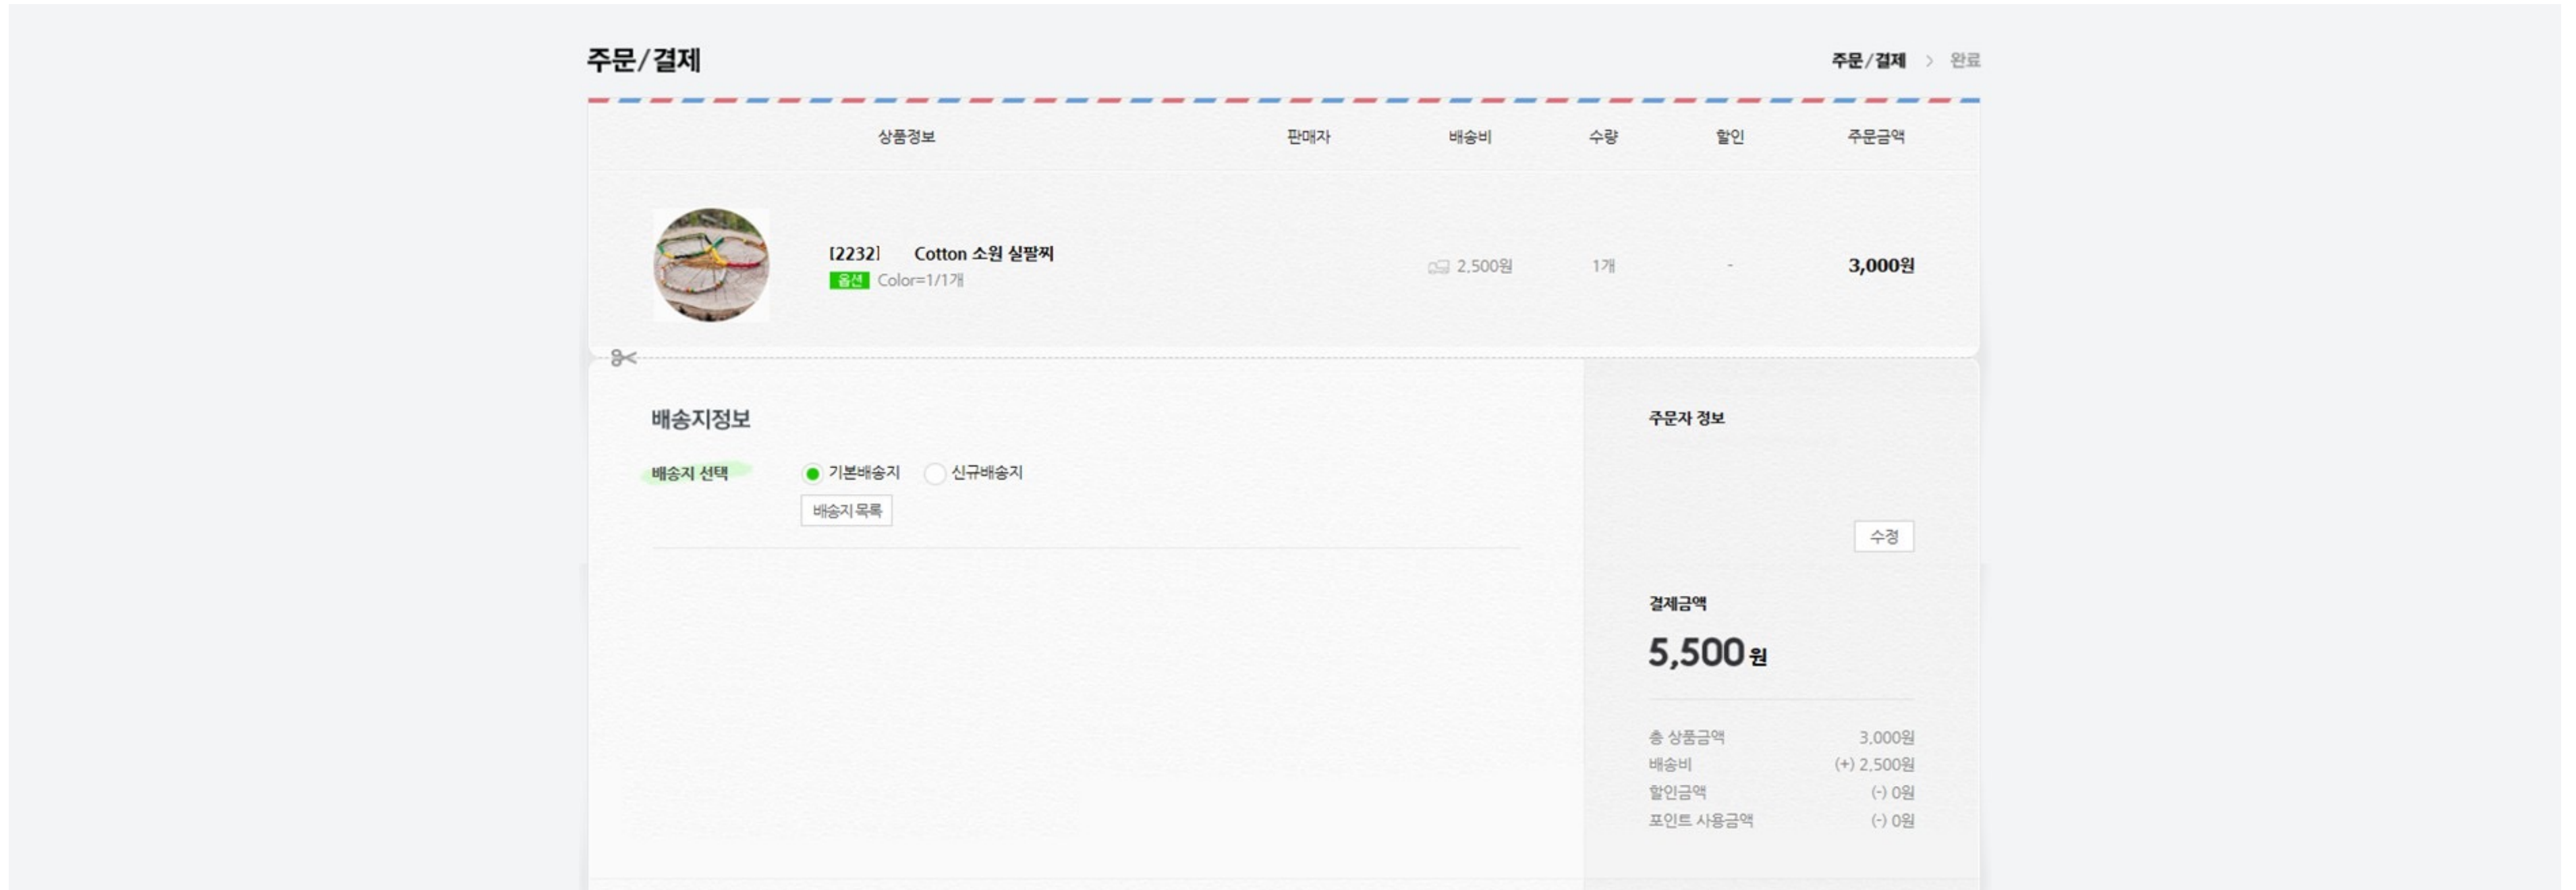 주문/결제
주문/결제 > 완료
상품정보 판매자 배송비 수량 할인 주문금액
[2232] Cotton 소원 실팔찌
옵션 Color=1/1개
2,500원 1개 - 3,000원
배송지정보
배송지 선택 기본배송지 신규배송지
배송지 목록
주문자 정보
수정
결제금액
5,500원
총 상품금액 3,000원
배송비 (+) 2,500원
할인금액 (-) 0원
포인트 사용금액 (-) 0원